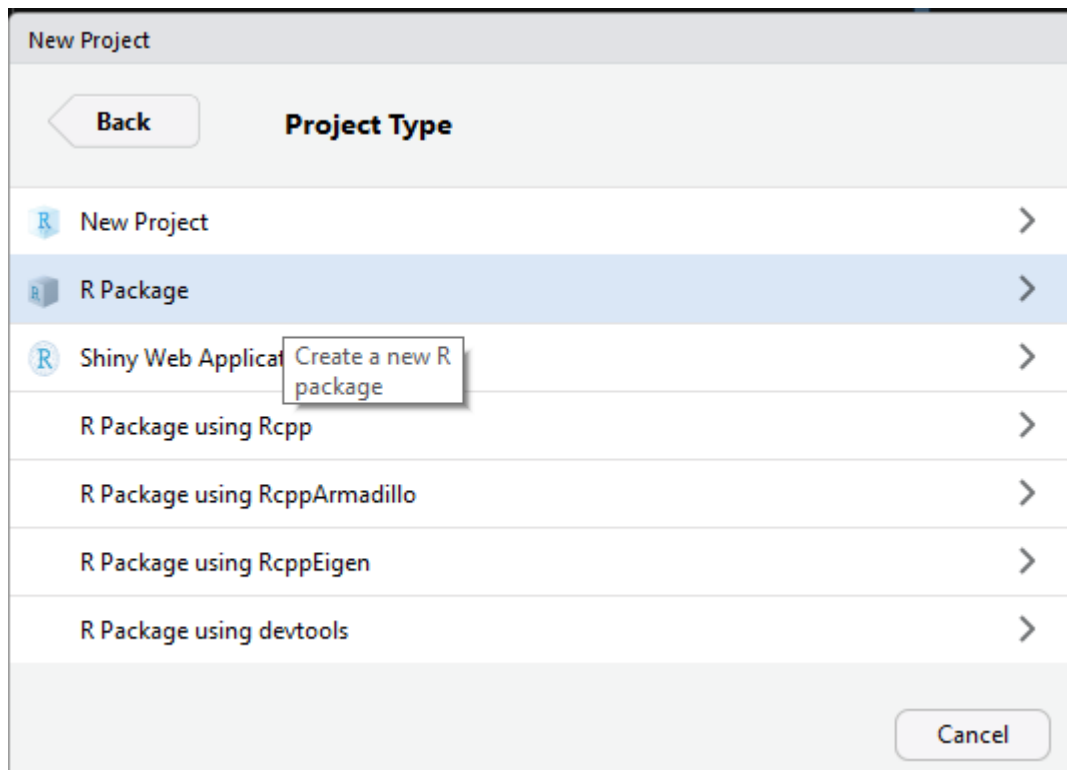 New Project
Back
Project Type
R New Project
R R Package
R Shiny Web Applicat
Create a new R
package
R Package using Rcpp
R Package using RcppArmadillo
R Package using RcppEigen
R Package using devtools
Cancel